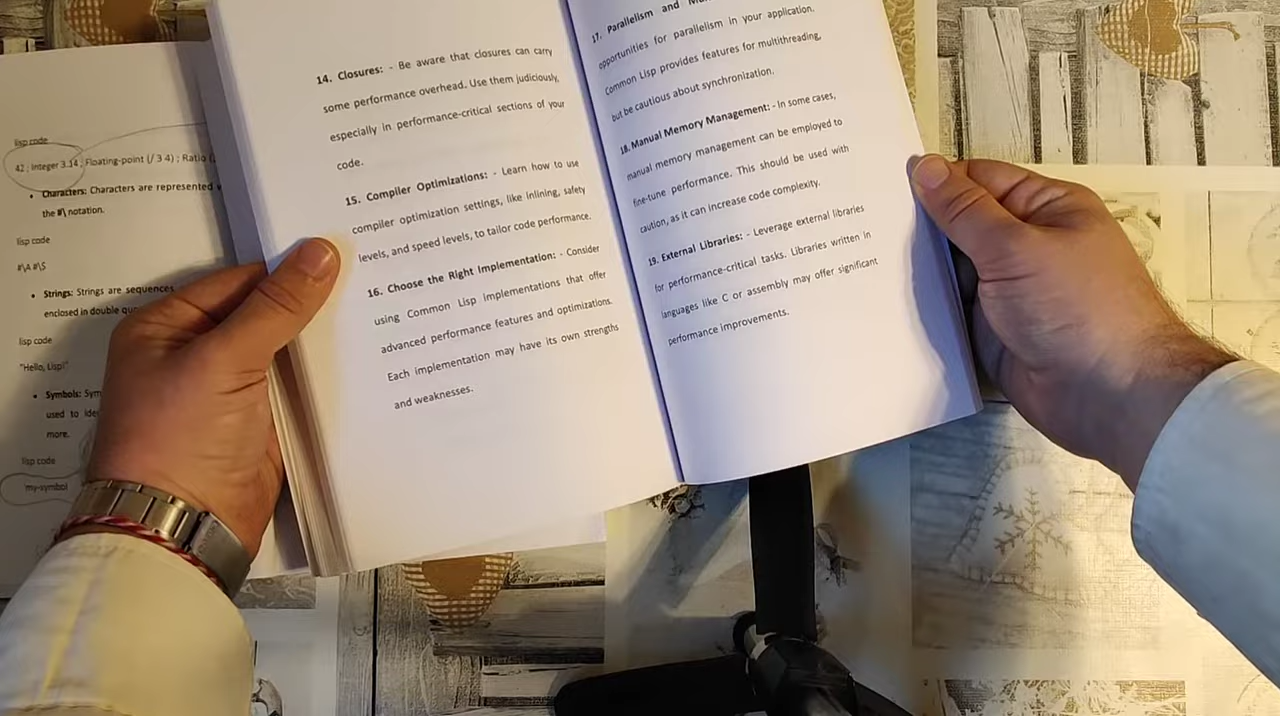 lisp code
42 ; Integer 3.14 ; Floating-point (/ 3 4) ; Ratio
• Characters: Characters are represented
the #\ notation.
lisp code
#\A #\S
• Strings: Strings are sequences
enclosed in double
lisp code
"Hello, Lisp!"
• Symbols:
used to
more.
lisp code
'my-symbol
14. Closures: - Be aware that closures can carry
some performance overhead. Use them judiciously,
especially in performance-critical sections of your
code.
15. Compiler Optimizations: - Learn how to use
compiler optimization settings, like inlining, safety
levels, and speed levels, to tailor code performance.
16. Choose the Right Implementation: - Consider
using Common Lisp implementations that offer
advanced performance features and optimizations.
Each implementation may have its own strengths
and weaknesses.
17. Parallelism and
opportunities for parallelism in your application.
Common Lisp provides features for multithreading,
but be cautious about synchronization.
18. Manual Memory Management: - In some cases,
manual memory management can be employed to
fine-tune performance. This should be used with
caution, as it can increase code complexity.
19. External Libraries: - Leverage external libraries
for performance-critical tasks. Libraries written in
languages like C or assembly may offer significant
performance improvements.